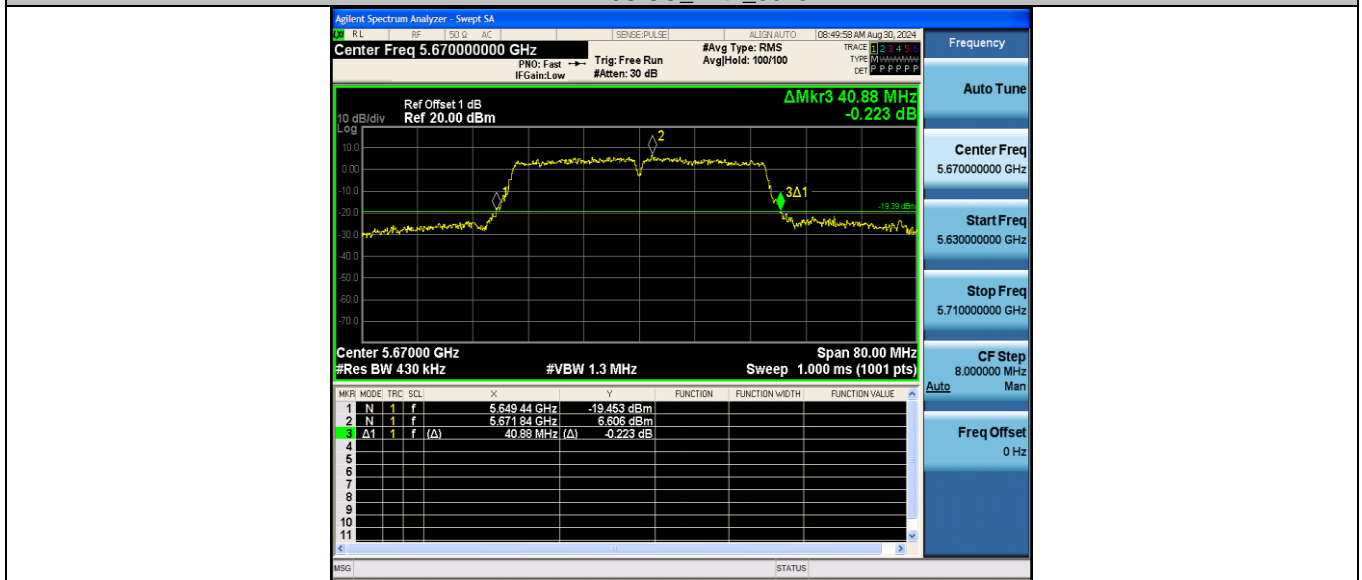 Agilent Spectrum Analyzer - Swept SA
RL RF 50 Ω AC SENSE:PULSE ALIGN AUTO 08:49:58 AM Aug 30, 2024
Center Freq 5.670000000 GHz #Avg Type: RMS TRACE 1 2 3 4 5 6
PNO: Fast Trig: Free Run Avg|Hold: 100/100 TYPE M
IFGain:Low #Atten: 30 dB DET P P P P P P
Ref Offset 1 dB ΔMkr3 40.88 MHz
10 dB/div Ref 20.00 dBm -0.223 dB
Log
10.0
0.00
-10.0
-20.0
-30.0
-40.0
-50.0
-60.0
-70.0
1
2
3Δ1
-19.39 dBm
Center 5.67000 GHz Span 80.00 MHz
#Res BW 430 kHz #VBW 1.3 MHz Sweep 1.000 ms (1001 pts)
MKR MODE TRC SCL X Y FUNCTION FUNCTION WIDTH FUNCTION VALUE
1 N 1 f 5.649 44 GHz -19.453 dBm
2 N 1 f 5.671 84 GHz 6.606 dBm
3 Δ1 1 f (Δ) 40.88 MHz (Δ) -0.223 dB
4
5
6
7
8
9
10
11
MSG STATUS
Frequency
Auto Tune
Center Freq
5.670000000 GHz
Start Freq
5.630000000 GHz
Stop Freq
5.710000000 GHz
CF Step
8.000000 MHz
Auto Man
Freq Offset
0 Hz